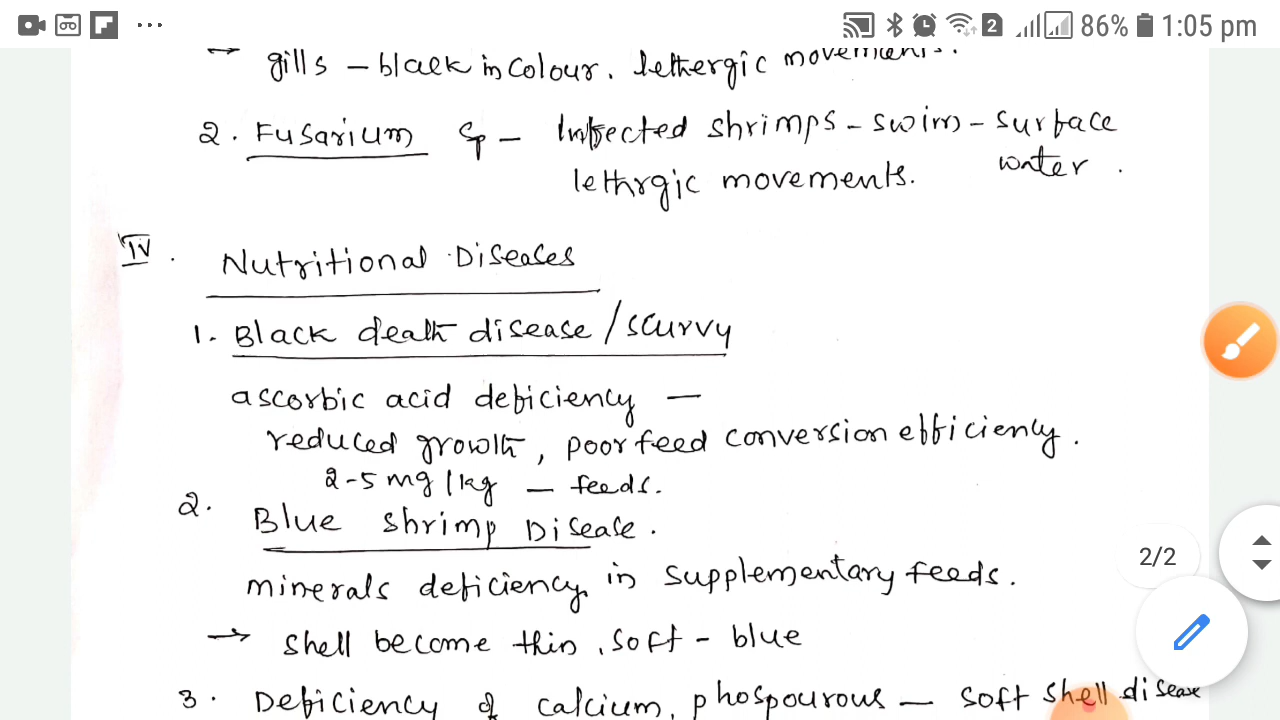 2 86% 1:05 pm
→ gills – black in colour. lethergic movements.
2. Fusarium Sp – Infected shrimps – swim – surface
water.
lethrgic movements.
IV. Nutritional Diseases
1. Black death disease / scurvy
ascorbic acid deficiency —
reduced growth, poor feed conversion efficiency.
2-5 mg/kg — feeds.
2. Blue shrimp Disease.
minerals deficiency in supplementary feeds.
2/2
→ shell become thin, soft - blue
3. Deficiency of calcium, phospourous — soft shell disease